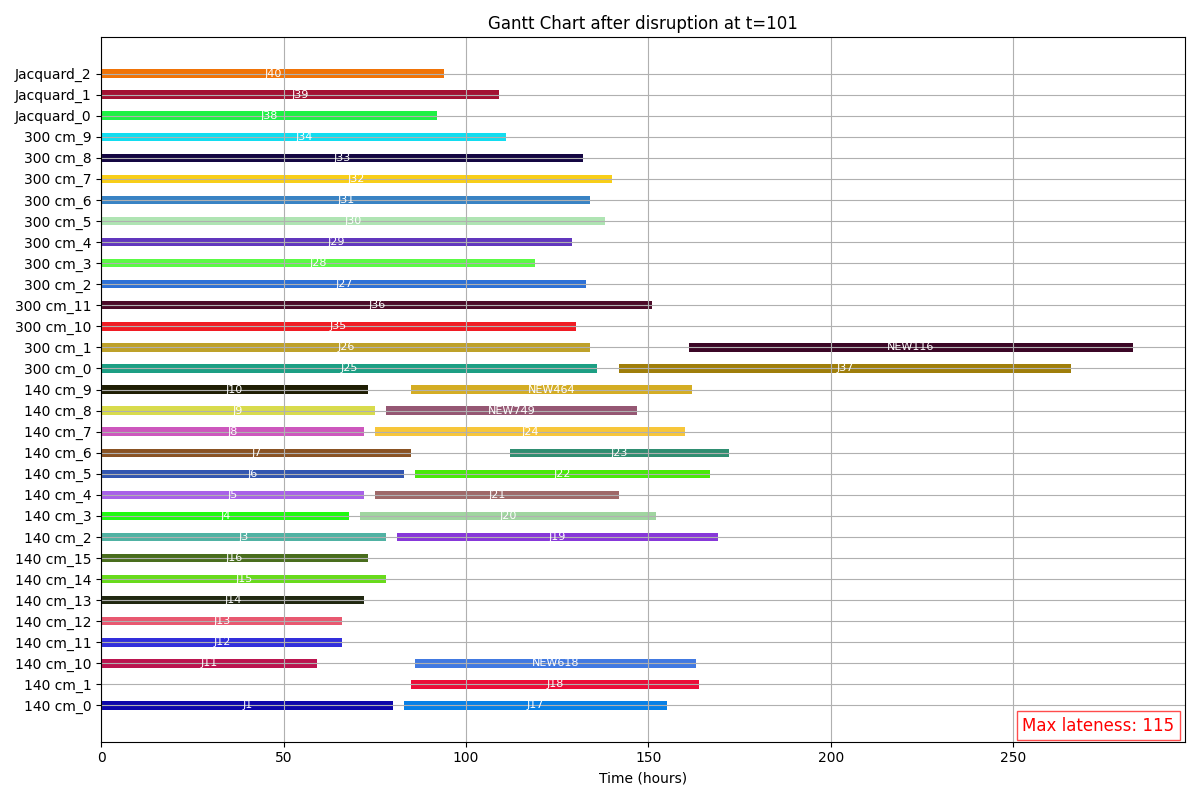 Gantt Chart after disruption at t=101
Jacquard_2 J40
Jacquard_1 J39
Jacquard_0 J38
300 cm_9 J34
300 cm_8 J33
300 cm_7 J32
300 cm_6 J31
300 cm_5 J30
300 cm_4 J29
300 cm_3 J28
300 cm_2 J27
300 cm_11 J36
300 cm_10 J35
300 cm_1 J26 NEW116
300 cm_0 J25 J37
140 cm_9 J10 NEW464
140 cm_8 J9 NEW749
140 cm_7 J8 J24
140 cm_6 J7 J23
140 cm_5 J6 J22
140 cm_4 J5 J21
140 cm_3 J4 J20
140 cm_2 J3 J19
140 cm_15 J16
140 cm_14 J15
140 cm_13 J14
140 cm_12 J13
140 cm_11 J12
140 cm_10 J11 NEW618
140 cm_1 J18
140 cm_0 J1 J17
Max lateness: 115
0 50 100 150 200 250
Time (hours)